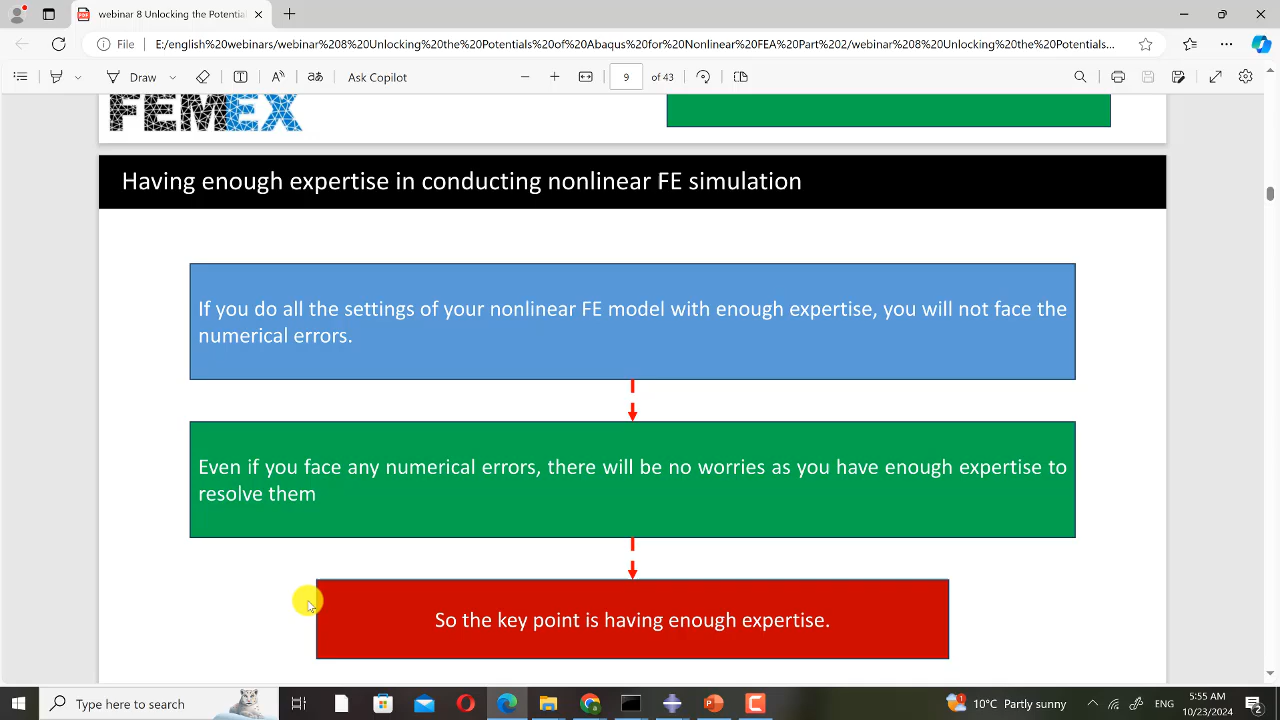 webinar 8 Unlocking the Potentia
File
E:/english webinars/webinar%208%20Unlocking%20the%20Potentials%20o%20Abaqus%20for%20Nonlinear%20FEA%20Part%2002/webinar%208%20Unlocking%20the%20Potentials...
Draw
Ask Copilot
9
of 43
FEMEX
Having enough expertise in conducting nonlinear FE simulation
If you do all the settings of your nonlinear FE model with enough expertise, you will not face the
numerical errors.
Even if you face any numerical errors, there will be no worries as you have enough expertise to
resolve them
So the key point is having enough expertise.
Type here to search
1
10°C Partly sunny
ENG
5:55 AM
10/23/2024
2